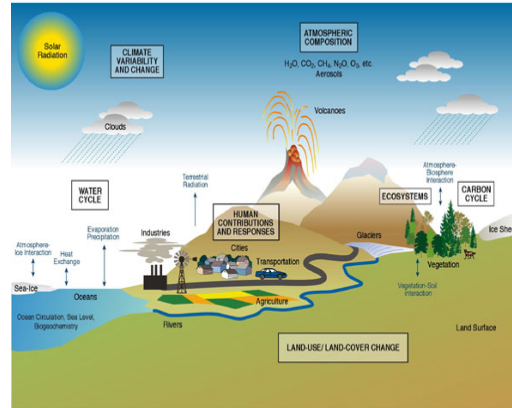 Solar
Radiation
CLIMATE
VARIABILITY
AND CHANGE
ATMOSPHERIC
COMPOSITION
H₂O, CO₂, CH₄, N₂O, O₃, etc.
Aerosols
Volcanoes
Clouds
Atmosphere-
Biosphere
Interaction
Terrestrial
Radiation
WATER
CYCLE
ECOSYSTEMS
CARBON
CYCLE
HUMAN
CONTRIBUTIONS
AND RESPONSES
Evaporation
Precipitation
Industries
Cities
Glaciers
Ice She
Atmosphere-
Ice Interaction
Heat
Exchange
Transportation
Vegetation
Sea-Ice
Oceans
Agriculture
Vegetation-Soil
Interaction
Ocean Circulation, Sea Level,
Biogeochemistry
Rivers
Land Surface
LAND-USE/ LAND-COVER CHANGE